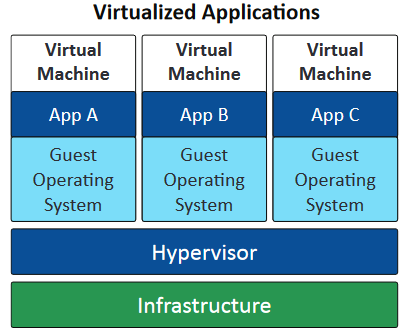 Virtualized Applications
Virtual
Machine
Virtual
Machine
Virtual
Machine
App A
App B
App C
Guest
Operating
System
Guest
Operating
System
Guest
Operating
System
Hypervisor
Infrastructure